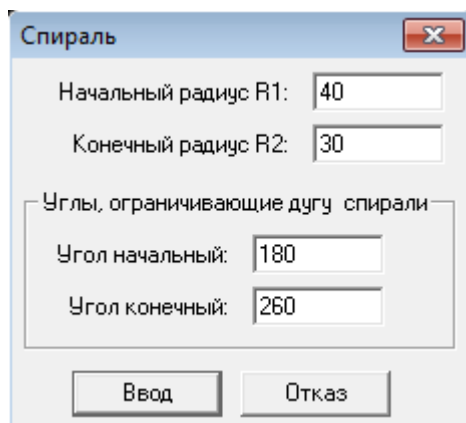 Спираль
Начальный радиус R1: 40
Конечный радиус R2: 30
Углы, ограничивающие дугу спирали
Угол начальный: 180
Угол конечный: 260
Ввод Отказ